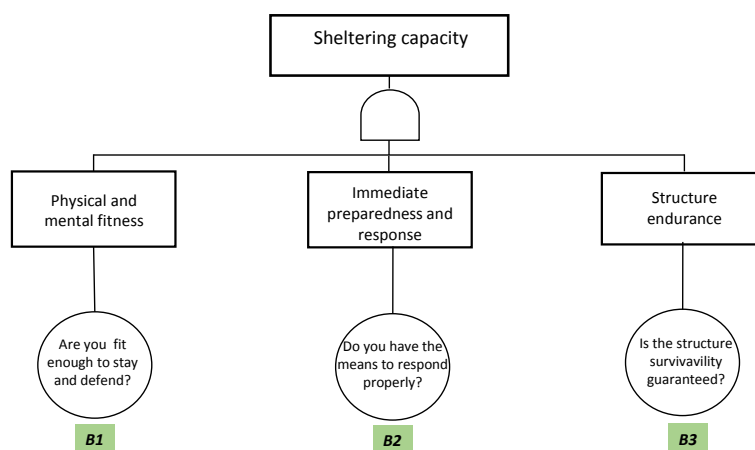 Sheltering capacity
Physical and mental fitness
Immediate
preparedness and
response
Structure
endurance
Are you fit
enough to stay
and defend?
Do you have the
means to respond
properly?
Is the structure
survivavility
guaranteed?
B1
B2
B3